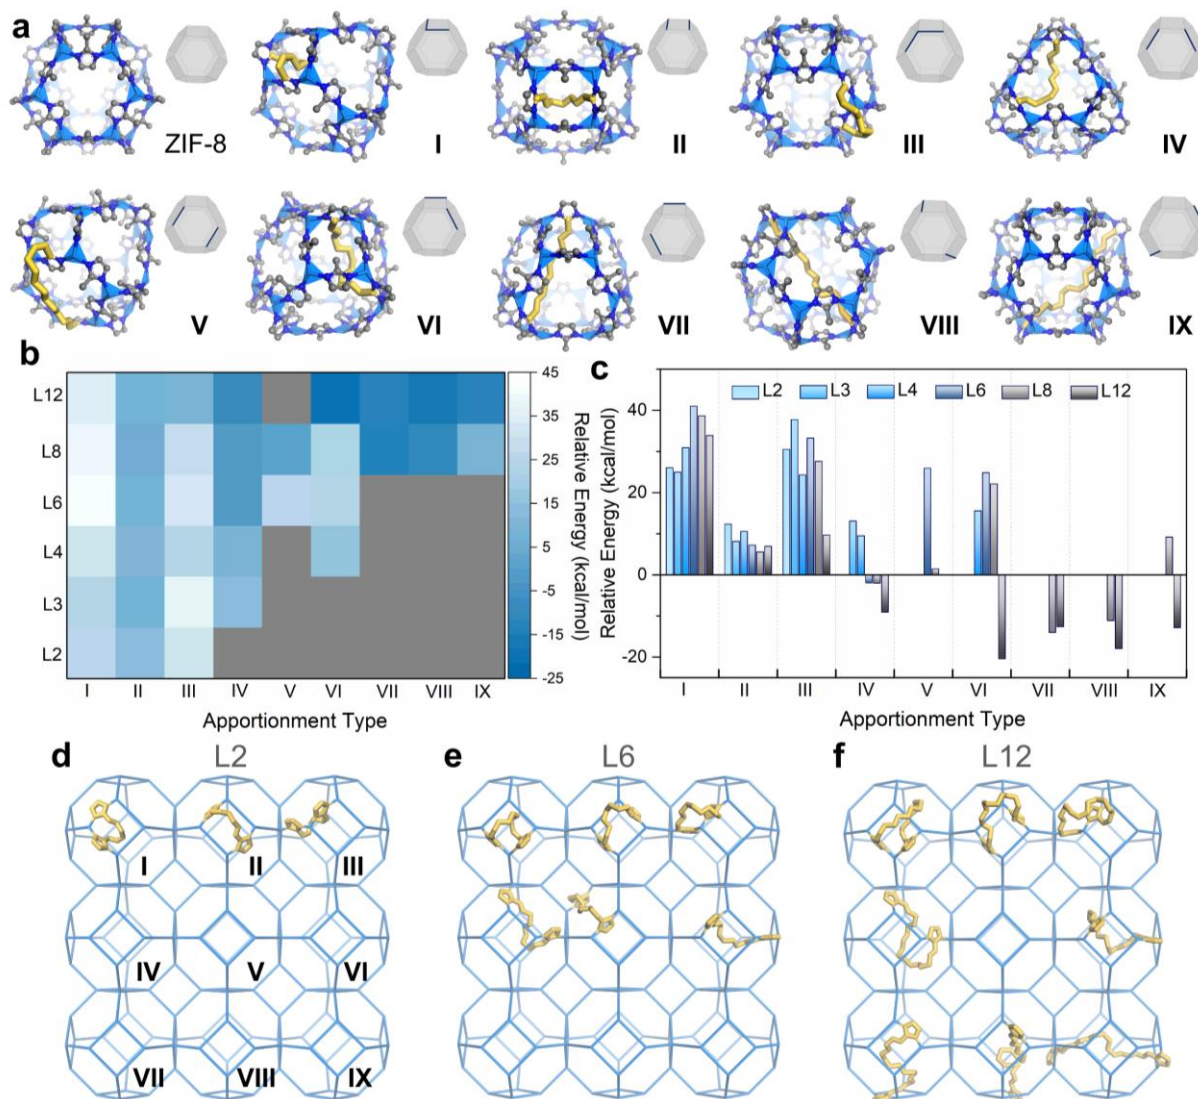 a
ZIF-8
I
II
III
IV
V
VI
VII
VIII
IX
b
L12
L8
L6
L4
L3
L2
I II III IV V VI VII VIII IX
Apportionment Type
45
35
25
15
5
-5
-15
-25
Relative Energy (kcal/mol)
c
L2 L3 L4 L6 L8 L12
40
20
0
-20
Relative Energy (kcal/mol)
I II III IV V VI VII VIII IX
Apportionment Type
d L2
I II III
IV V VI
VII VIII IX
e L6
f L12